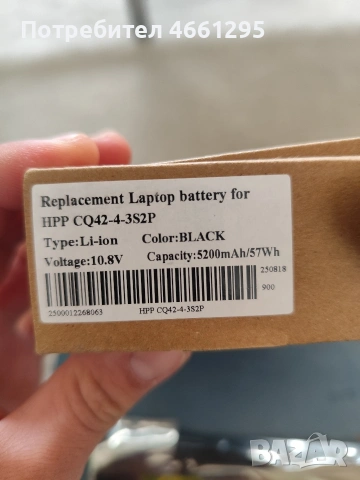 Потребител 4661295
Replacement Laptop battery for
HPP CQ42-4-3S2P
Type:Li-ion Color:BLACK
Voltage:10.8V Capacity:5200mAh/57Wh
250818
900
2500012268063 HPP CQ42-4-3S2P
BAZAR